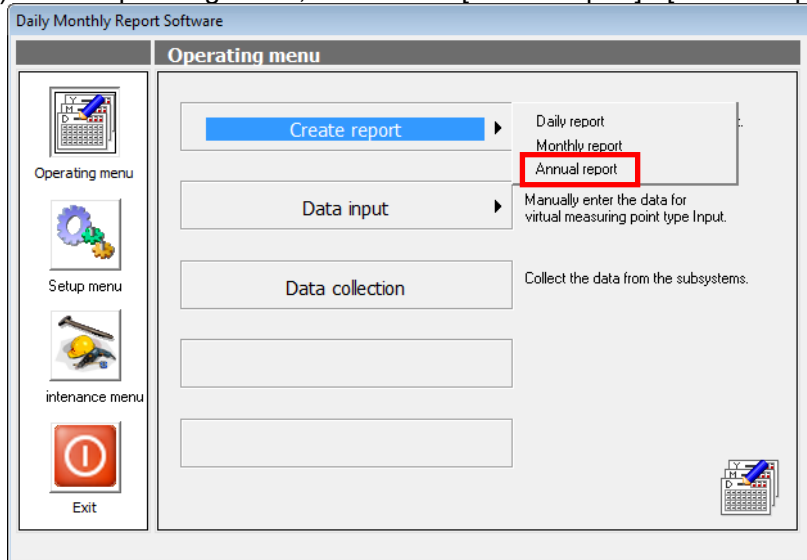 Daily Monthly Report Software
Operating menu
Operating menu
Setup menu
intenance menu
Exit
Create report
Daily report
Monthly report
Annual report
Data input
Manually enter the data for
virtual measuring point type Input.
Data collection
Collect the data from the subsystems.